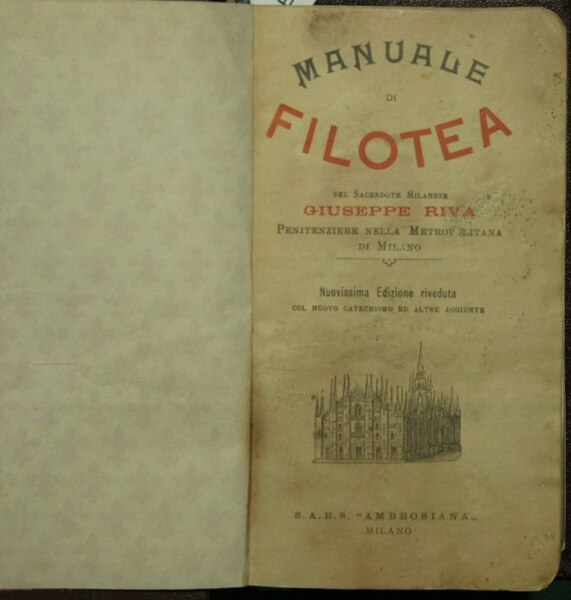 MANUALE
DI
FILOTEA
DEL SACERDOTE MILANESE
GIUSEPPE RIVA
PENITENZIERE NELLA METROPOLITANA
DI MILANO
Nuovissima Edizione riveduta
COL NUOVO CATECHISMO ED ALTRE AGGIUNTE
S. A. R. S. "AMBROSIANA„
MILANO